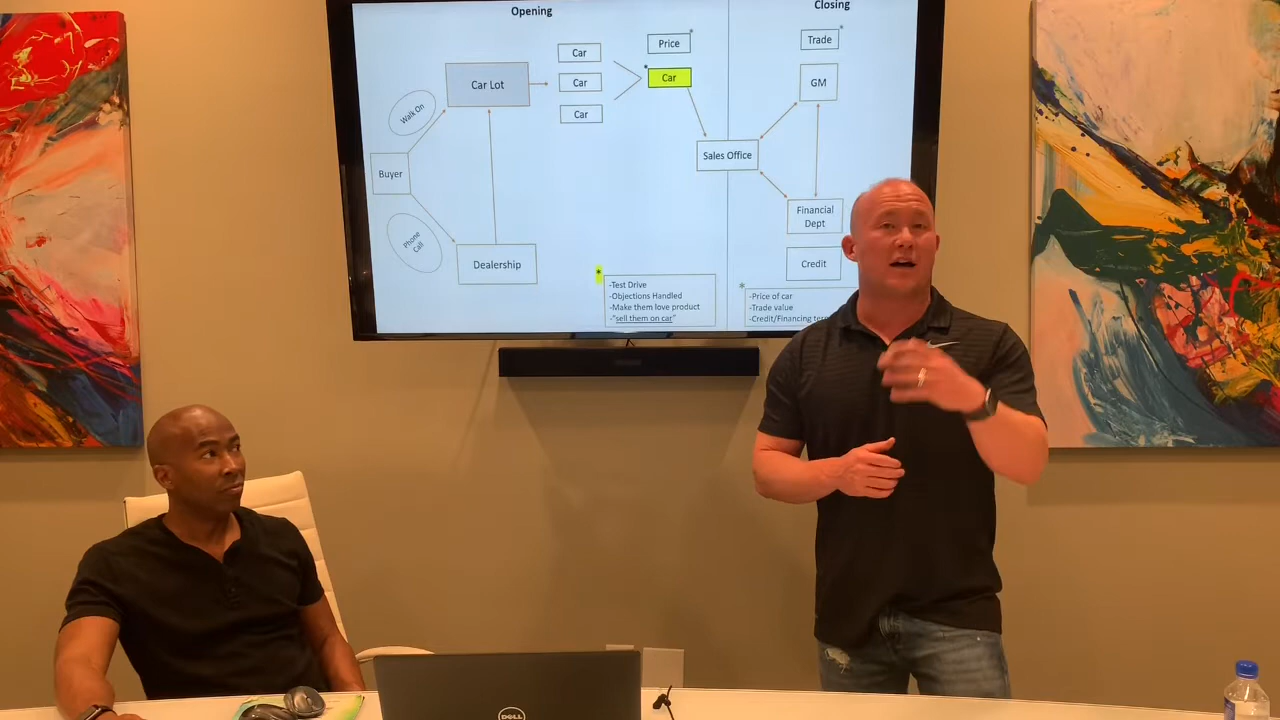 Opening
Closing
Car
Price*
Trade*
Car Lot
Car
* Car
GM
Walk On
Car
Sales Office
Buyer
Financial
Dept
Phone
Call
Dealership
Credit
*
-Test Drive
-Objections Handled
-Make them love product
-"sell them on car"
*
-Price of car
-Trade value
-Credit/Financing
DELL